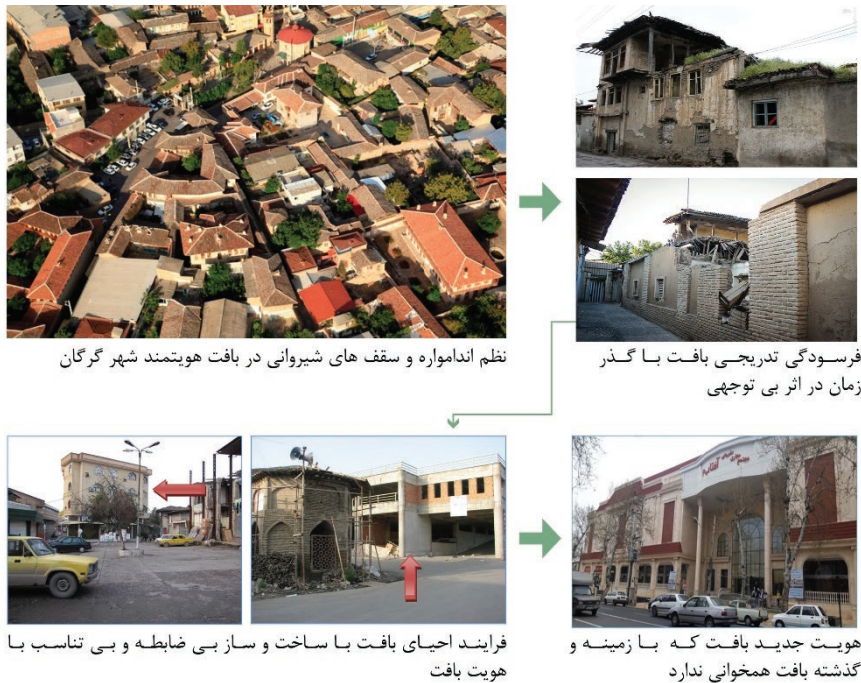 نظم اندامواره و سقف های شیروانی در بافت هویتمند شهر گرگان
فرسودگی تدریجی بافت با گذر
زمان در اثر بی توجهی
فرایند احیای بافت با ساخت و ساز بی ضابطه و بی تناسب با
هویت بافت
هویت جدید بافت که با زمینه و
گذشته بافت همخوانی ندارد